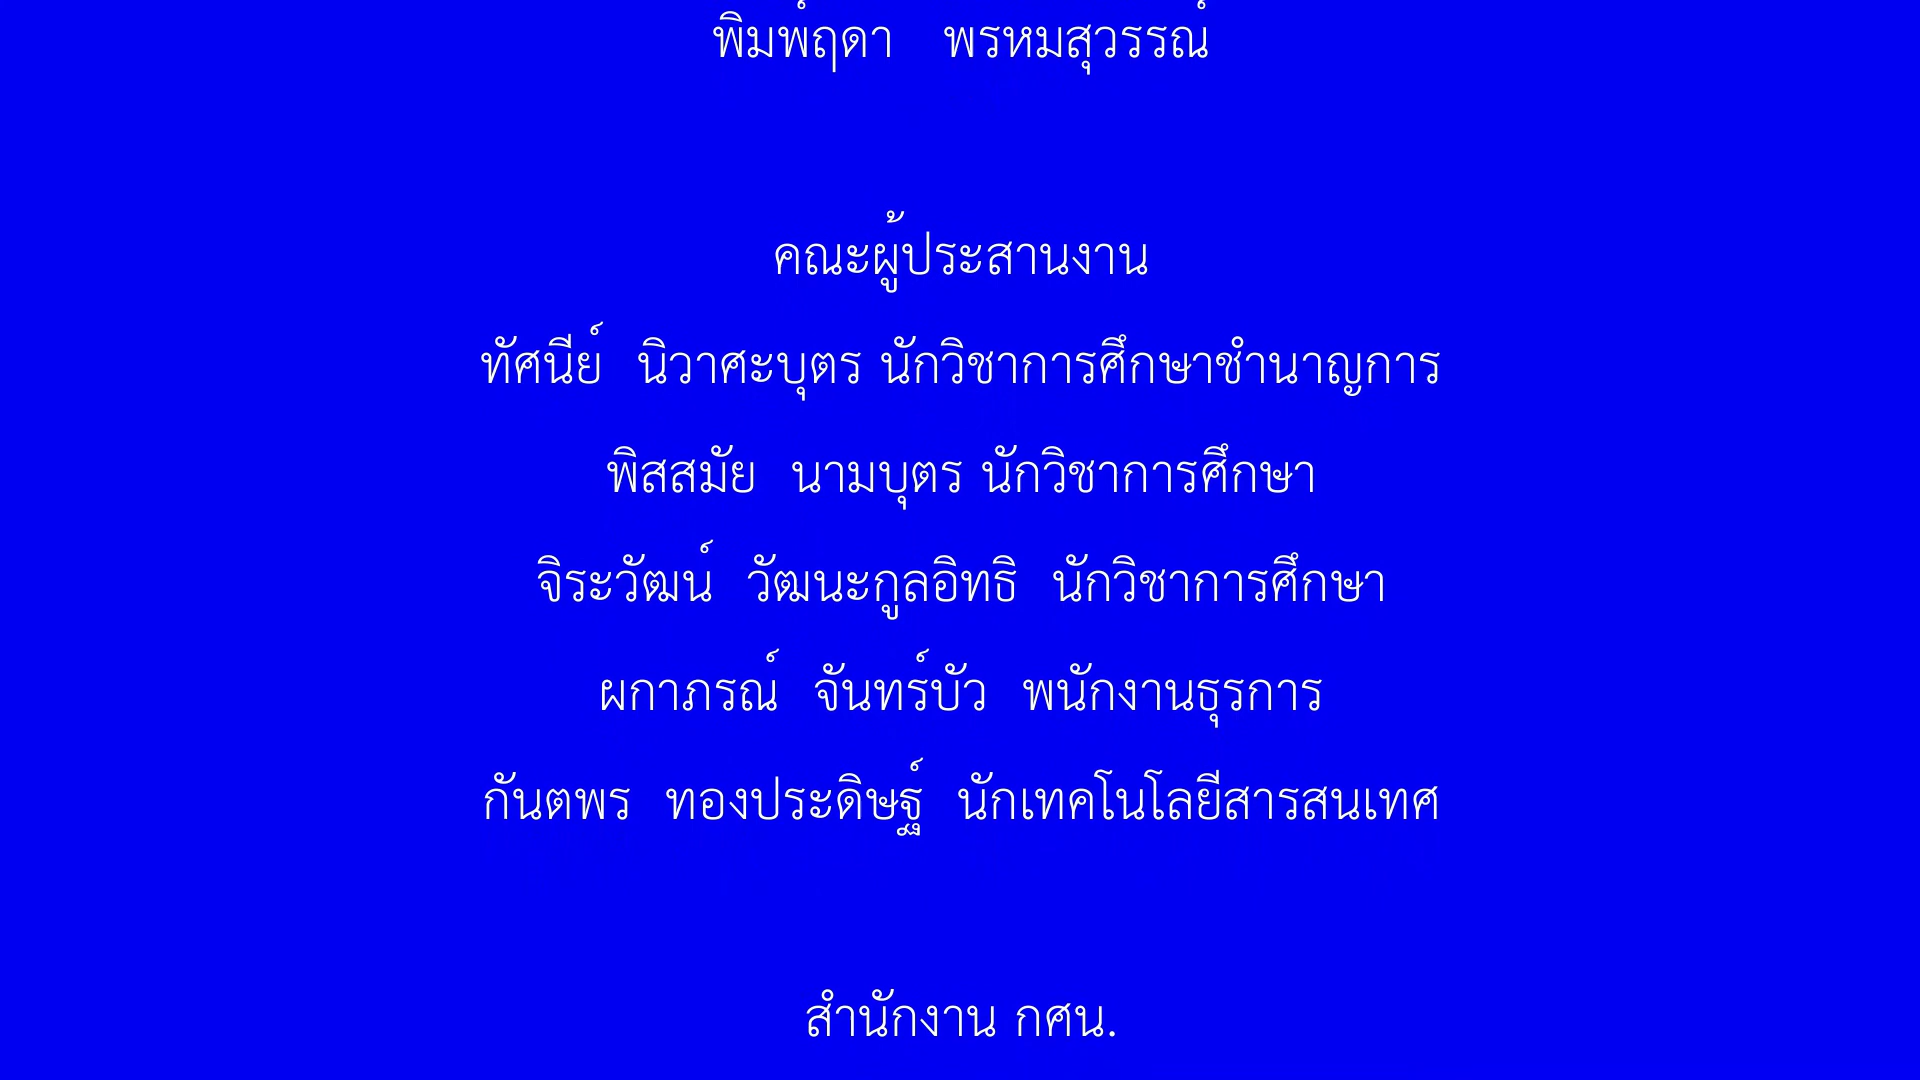 พิมพ์ฤดา พรหมสุวรรณ์
คณะผู้ประสานงาน
ทัศนีย์ นิวาศะบุตร นักวิชาการศึกษาชำนาญการ
พิสสมัย นามบุตร นักวิชาการศึกษา
จิระวัฒน์ วัฒนะกูลอิทธิ นักวิชาการศึกษา
ผกาภรณ์ จันทร์บัว พนักงานธุรการ
กันตพร ทองประดิษฐ์ นักเทคโนโลยีสารสนเทศ
สำนักงาน กศน.